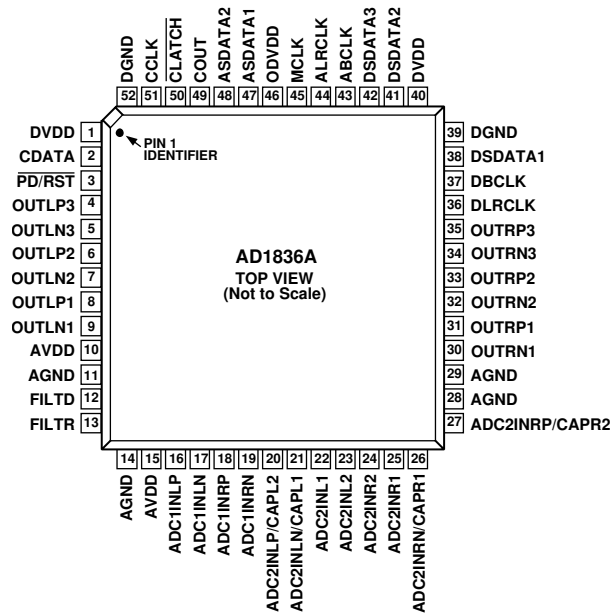 DGND
CCLK
CLATCH
COUT
ASDATA2
ASDATA1
ODVDD
MCLK
ALRCLK
ABCLK
DSDATA3
DSDATA2
DVDD
52 51 50 49 48 47 46 45 44 43 42 41 40
DVDD 1
CDATA 2
PD/RST 3
OUTLP3 4
OUTLN3 5
OUTLP2 6
OUTLN2 7
OUTLP1 8
OUTLN1 9
AVDD 10
AGND 11
FILTD 12
FILTR 13
PIN 1
IDENTIFIER
AD1836A
TOP VIEW
(Not to Scale)
39 DGND
38 DSDATA1
37 DBCLK
36 DLRCLK
35 OUTRP3
34 OUTRN3
33 OUTRP2
32 OUTRN2
31 OUTRP1
30 OUTRN1
29 AGND
28 AGND
27 ADC2INRP/CAPR2
14 15 16 17 18 19 20 21 22 23 24 25 26
AGND
AVDD
ADC1INLP
ADC1INLN
ADC1INRP
ADC1INRN
ADC2INLP/CAPL2
ADC2INLN/CAPL1
ADC2INL1
ADC2INL2
ADC2INR2
ADC2INR1
ADC2INRN/CAPR1